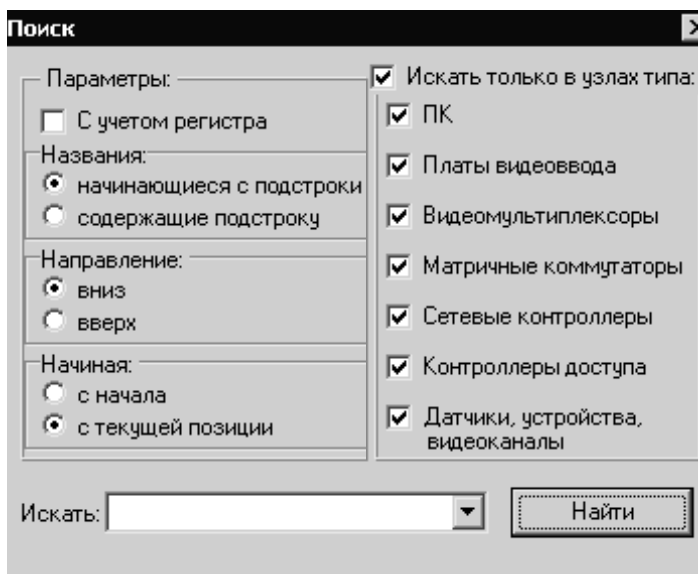 Поиск
Параметры:
С учетом регистра
Названия:
начинающиеся с подстроки
содержащие подстроку
Направление:
вниз
вверх
Начиная:
с начала
с текущей позиции
Искать только в узлах типа:
ПК
Платы видеоввода
Видеомультиплексоры
Матричные коммутаторы
Сетевые контроллеры
Контроллеры доступа
Датчики, устройства,
видеоканалы
Искать:
Найти